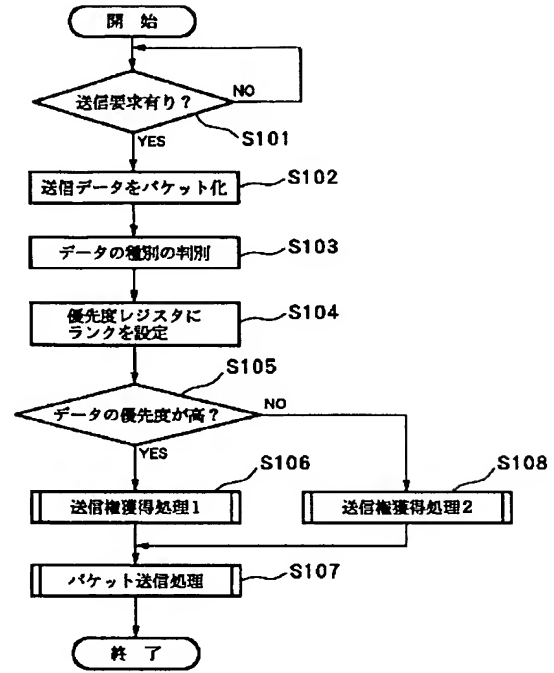 開始
送信要求有り？
NO
S101
YES
送信データをパケット化
S102
データの種別の判別
S103
優先度レジスタに
ランクを設定
S104
S105
データの優先度が高？
NO
YES
S106
S108
送信権獲得処理1
送信権獲得処理2
パケット送信処理
S107
終了